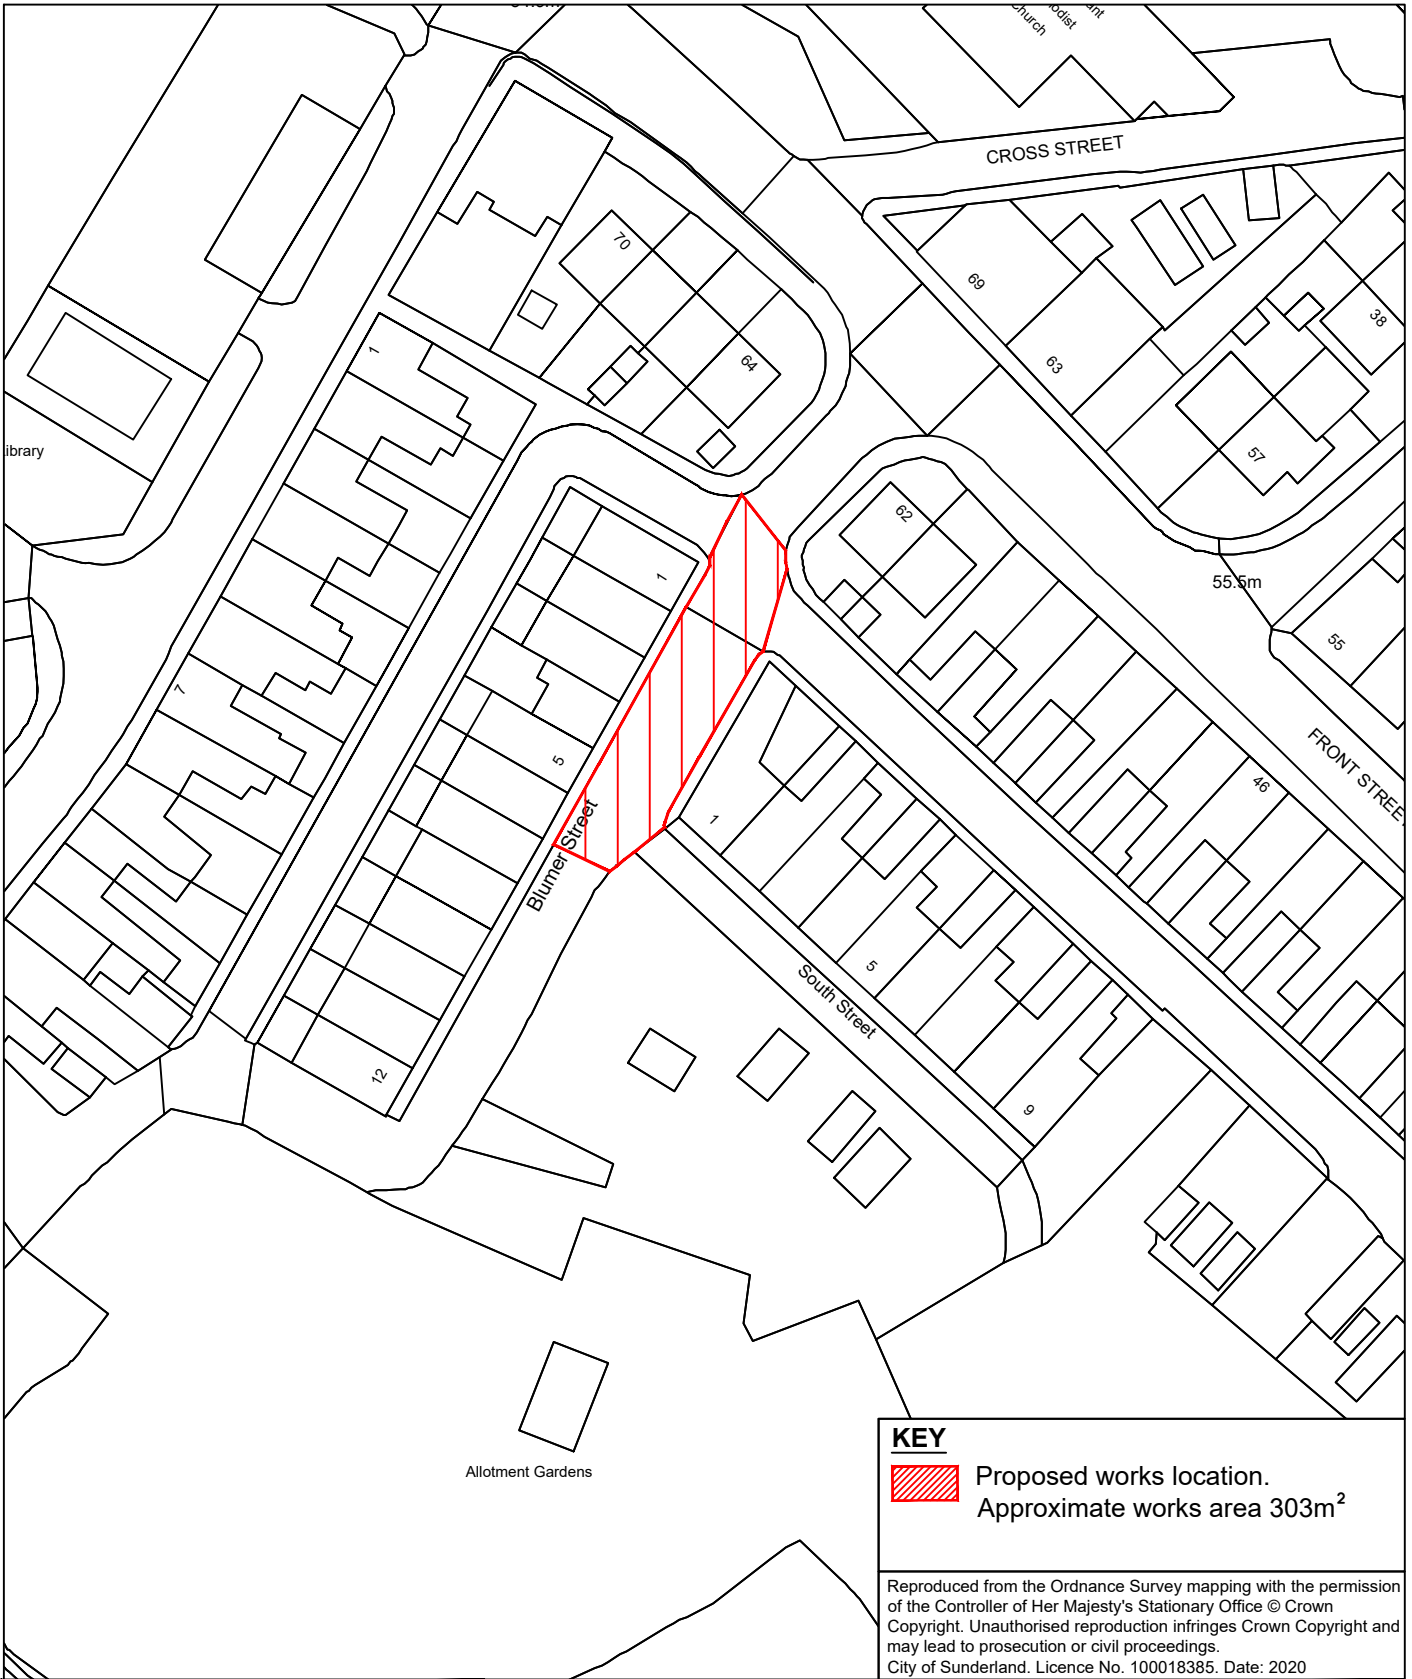 Church
CROSS STREET
70
69
38
1
64
63
ibrary
57
62
1
55.5m
55
7
5
46
FRONT STREE
Blumer Street
1
5
South Street
12
9
Allotment Gardens
KEY
Proposed works location.
Approximate works area 303m²
Reproduced from the Ordnance Survey mapping with the permission
of the Controller of Her Majesty's Stationary Office © Crown
Copyright. Unauthorised reproduction infringes Crown Copyright and
may lead to prosecution or civil proceedings.
City of Sunderland. Licence No. 100018385. Date: 2020